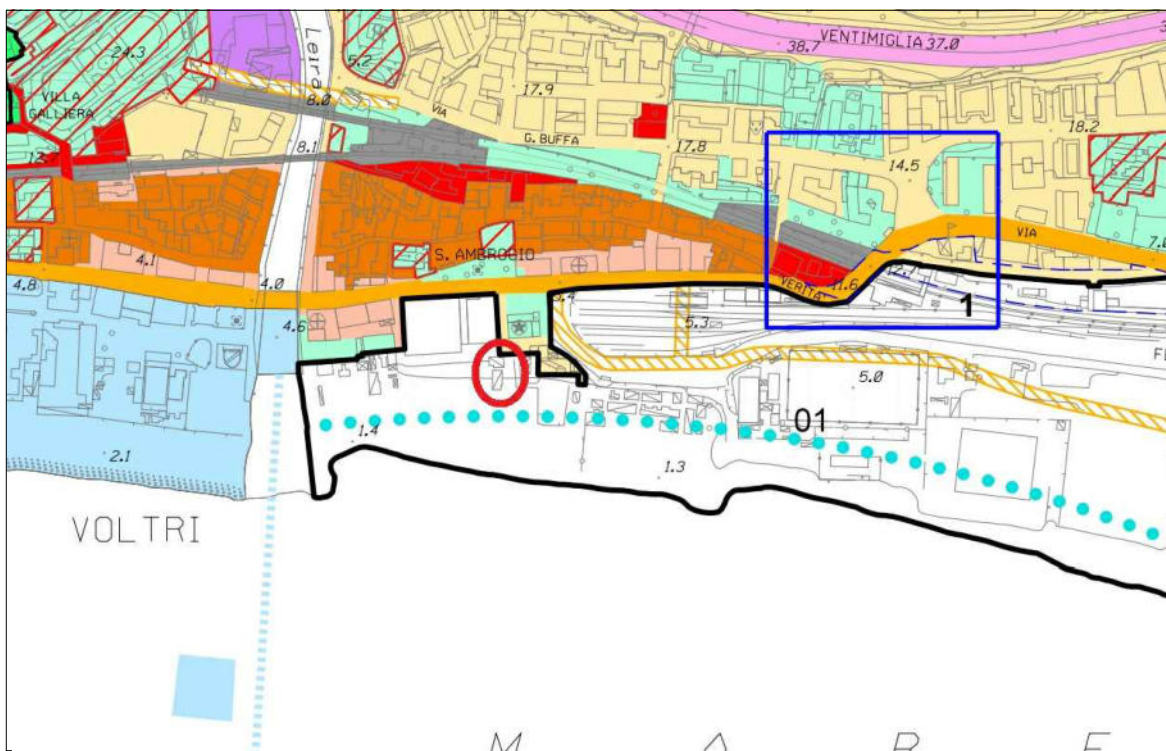 VENTIMIGLIA 37.0
38.7
24.3
5.2
Leira
VILLA
GALLIERA
8.0
VIA
17.9
G. BUFFA
17.8
18.2
14.5
8.1
S. AMBROGIO
4.1
4.8
4.0
VERITA
11.6
VIA
7.0
4.6
5.3
1
5.0
01
1.4
2.1
1.3
VOLTRI
M A R E